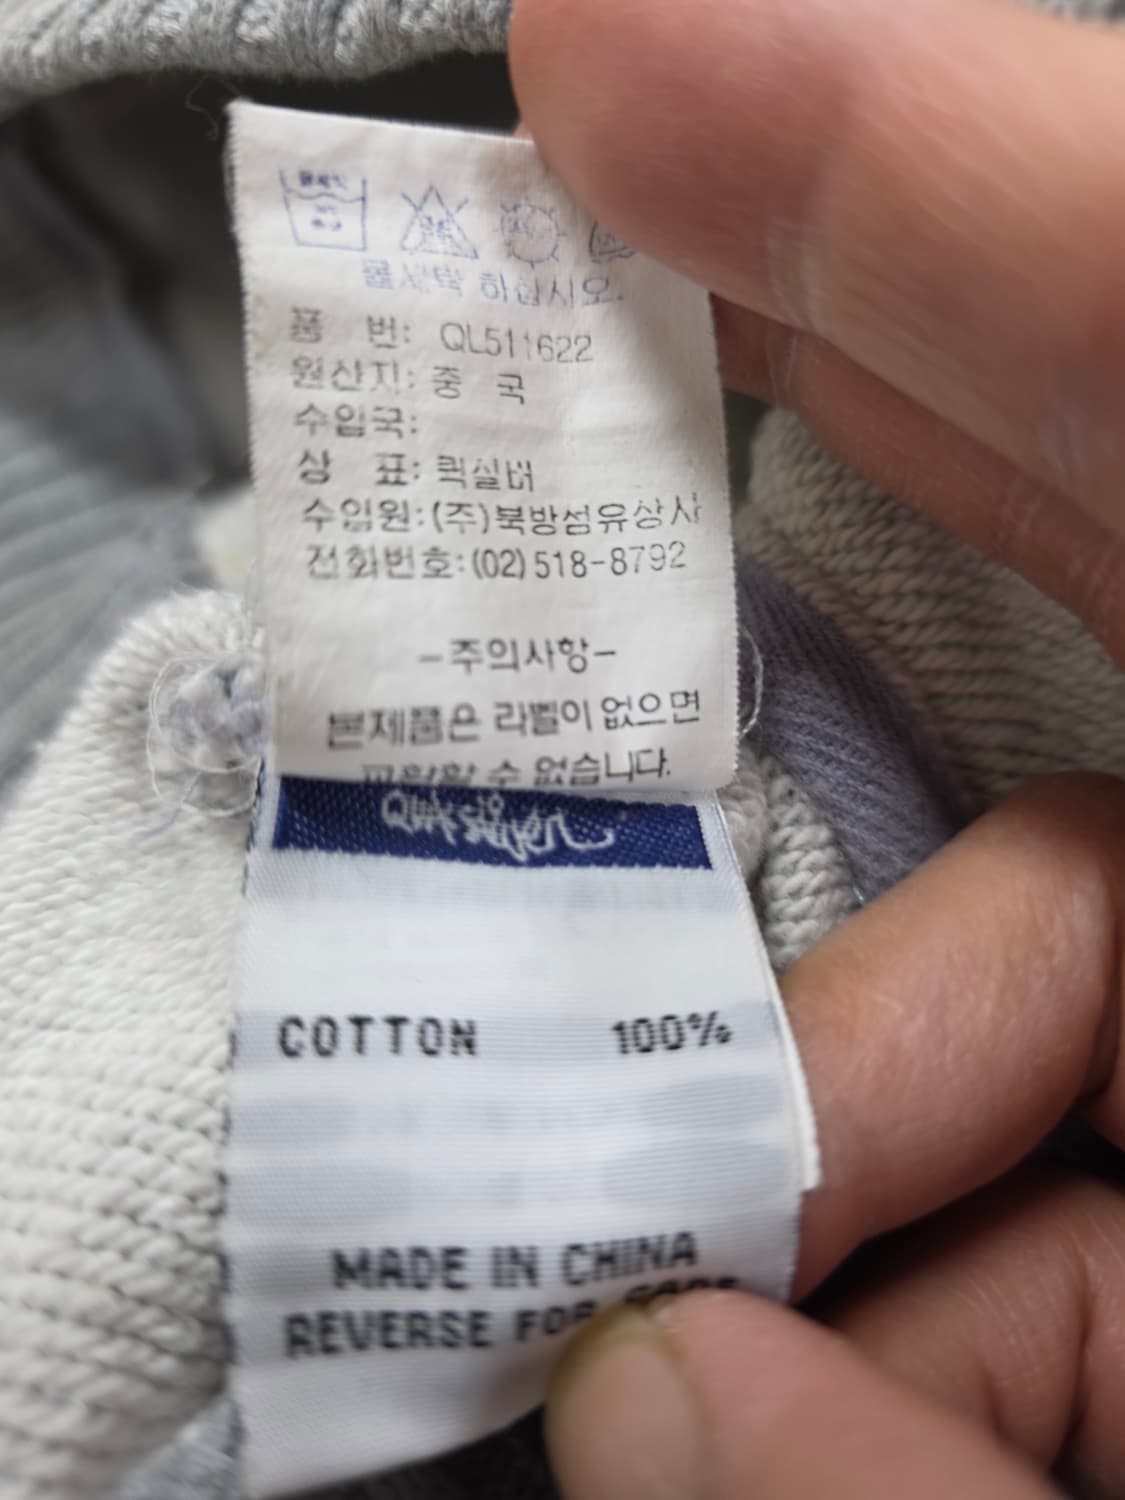 물세탁 하십시오.
품 번: QL511622
원산지: 중 국
수입국:
상 표: 퀵실버
수입원: (주)북방섬유상사
전화번호: (02) 518-8792
-주의사항-
본제품은 라벨이 없으면
교환할 수 없습니다.
Quiksilver
COTTON 100%
MADE IN CHINA
REVERSE FOR